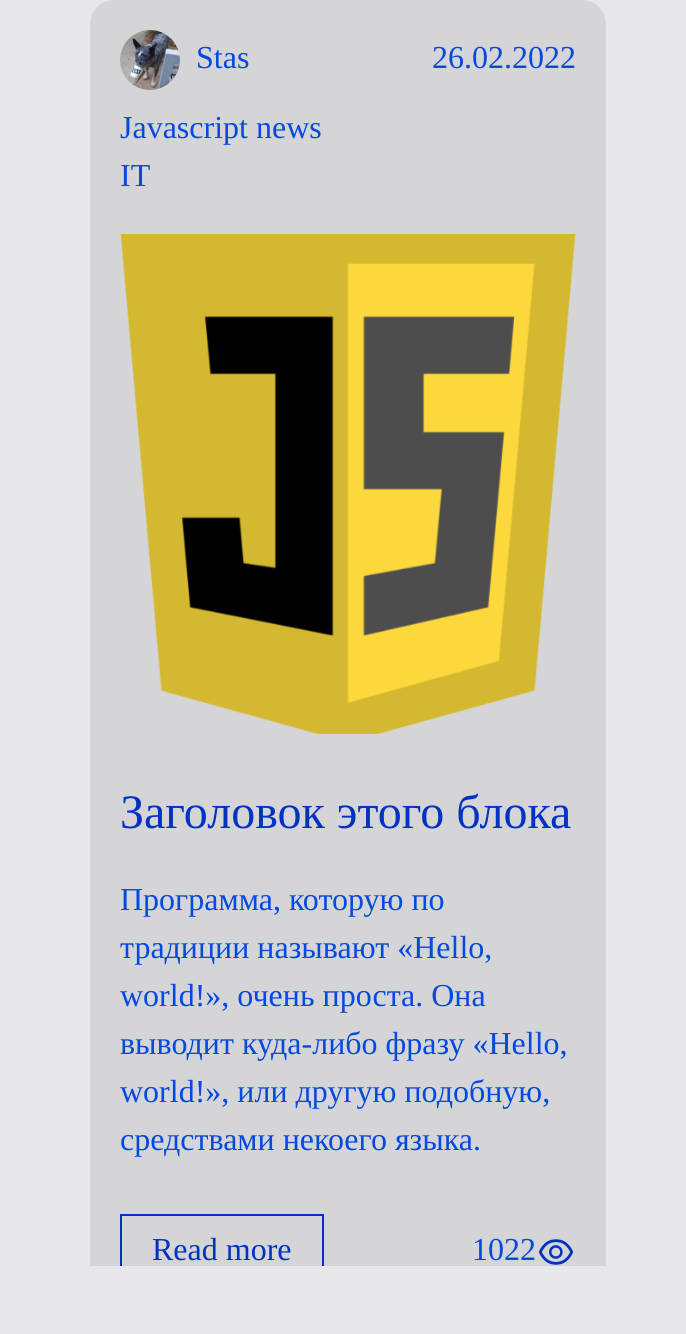 Stas 26.02.2022
Javascript news
IT
JS
Заголовок этого блока
Программа, которую по
традиции называют «Hello,
world!», очень проста. Она
выводит куда-либо фразу «Hello,
world!», или другую подобную,
средствами некоего языка.
Read more 1022